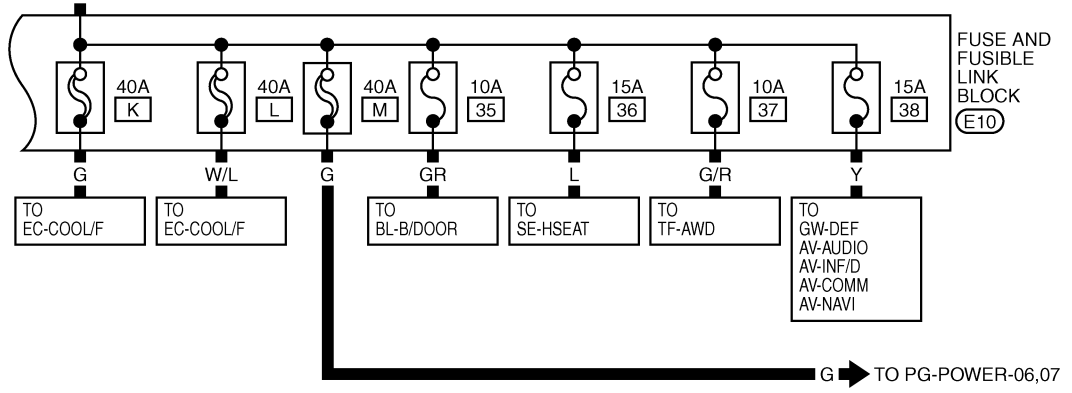 40A
K
40A
L
40A
M
10A
35
15A
36
10A
37
15A
38
FUSE AND
FUSIBLE
LINK
BLOCK
E10
G
W/L
G
GR
L
G/R
Y
TO
EC-COOL/F
TO
EC-COOL/F
TO
BL-B/DOOR
TO
SE-HSEAT
TO
TF-AWD
TO
GW-DEF
AV-AUDIO
AV-INF/D
AV-COMM
AV-NAVI
G
TO PG-POWER-06,07